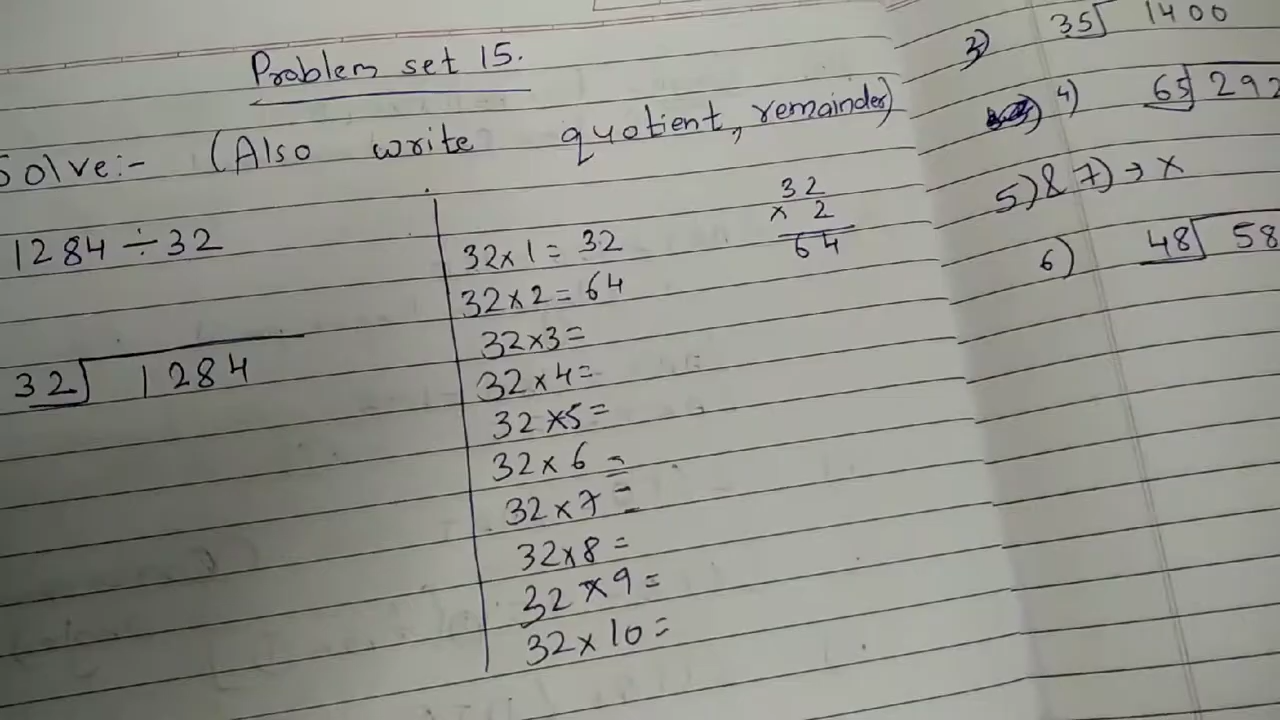 Problem set 15.
Solve:- (Also write quotient, remainder)
1284 ÷ 32
32) 1284
32 x 1 = 32
32 x 2 = 64
32 x 3 =
32 x 4 =
32 x 5 =
32 x 6 =
32 x 7 =
32 x 8 =
32 x 9 =
32 x 10 =
32
x 2
64
3) 35) 1400
4) 65) 292
5) & 7) → x
6) 48) 58